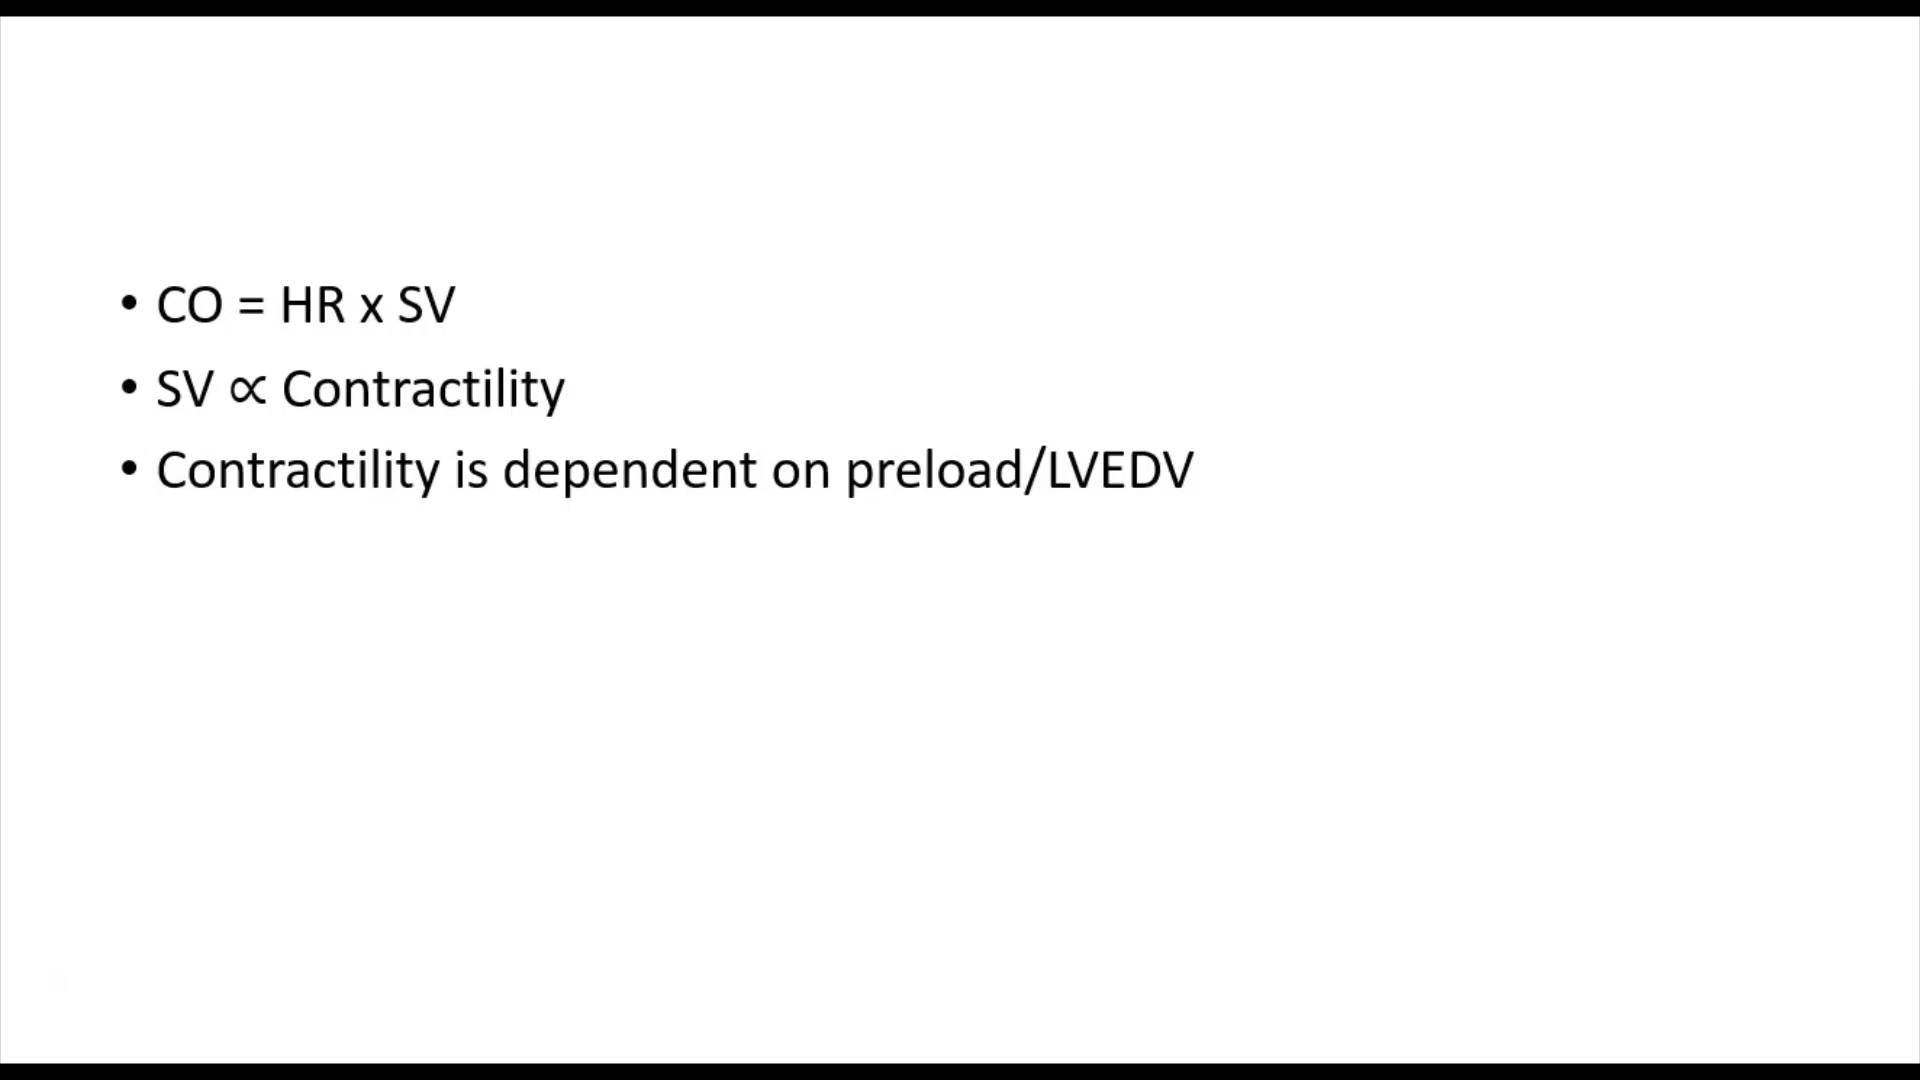 • CO = HR x SV
• SV ∝ Contractility
• Contractility is dependent on preload/LVEDV